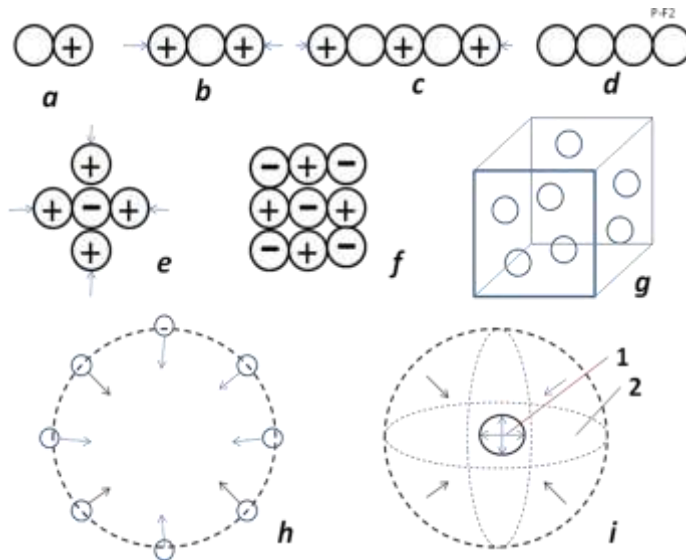 P-F2
+ + + + + +
a b c d
+
+ - +
+
e
- + -
+ - +
- + -
f
g
-
1
2
h
i